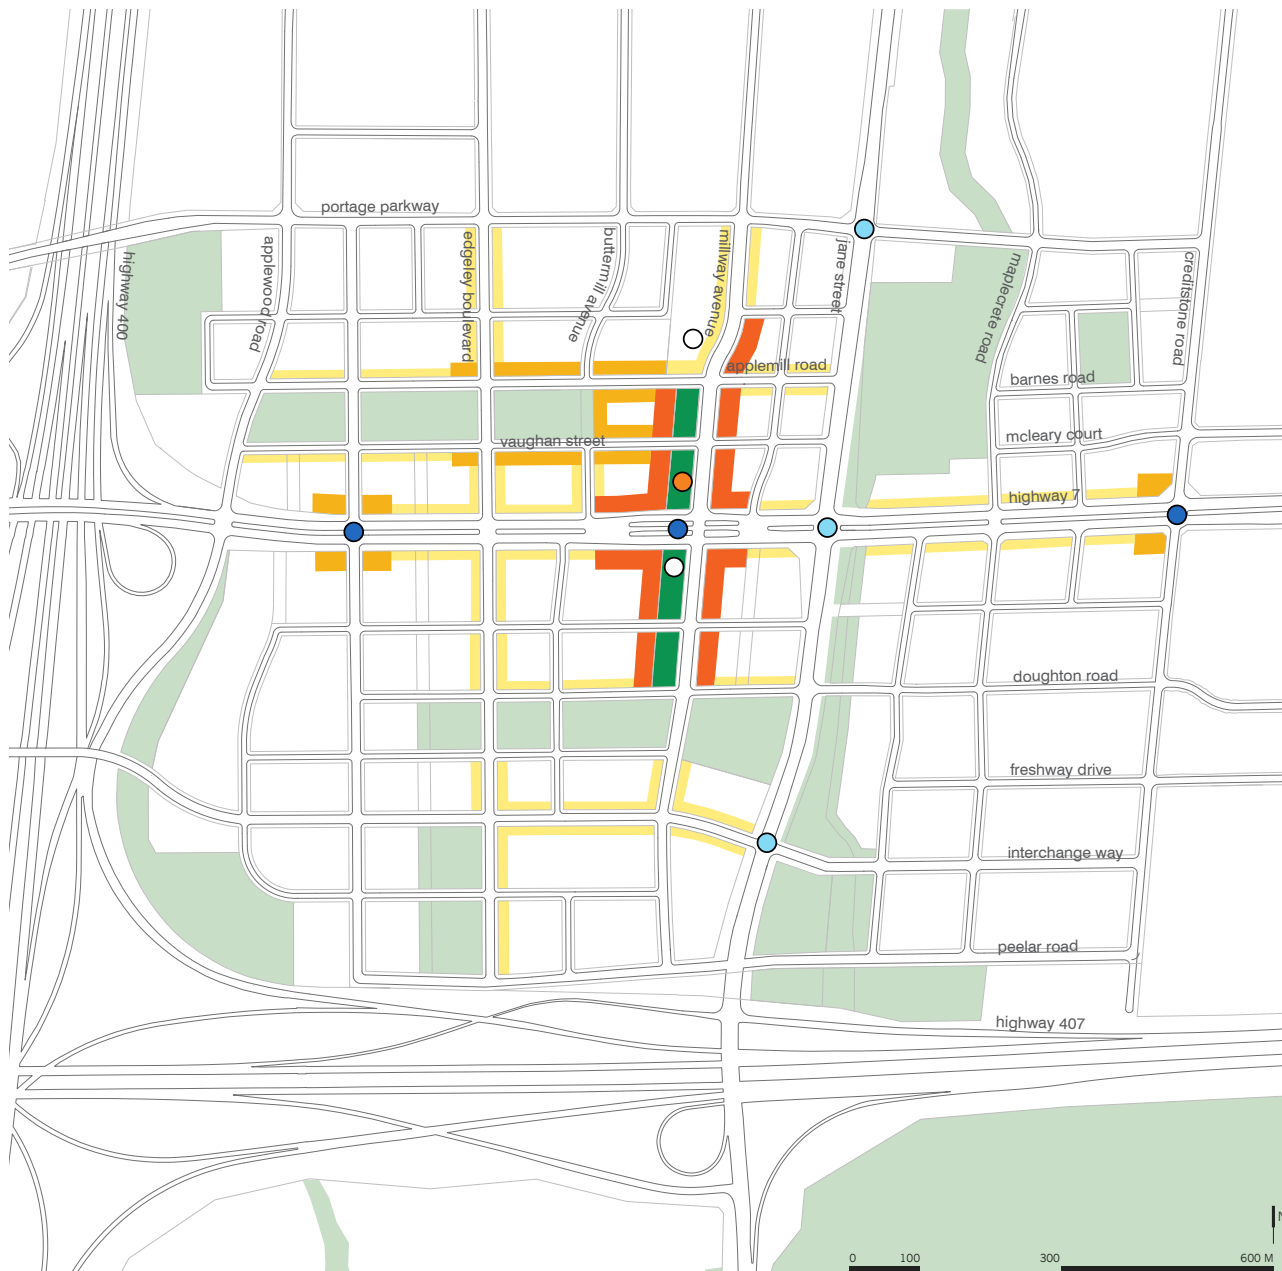 portage parkway
highway 400
applewood road
edgeley boulevard
buttermill avenue
millway avenue
jane street
maplecrete road
creditstone road
applemill road
barnes road
vaughan street
mcleary court
highway 7
doughton road
freshway drive
interchange way
peelar road
highway 407
N
0 100 300 600 M